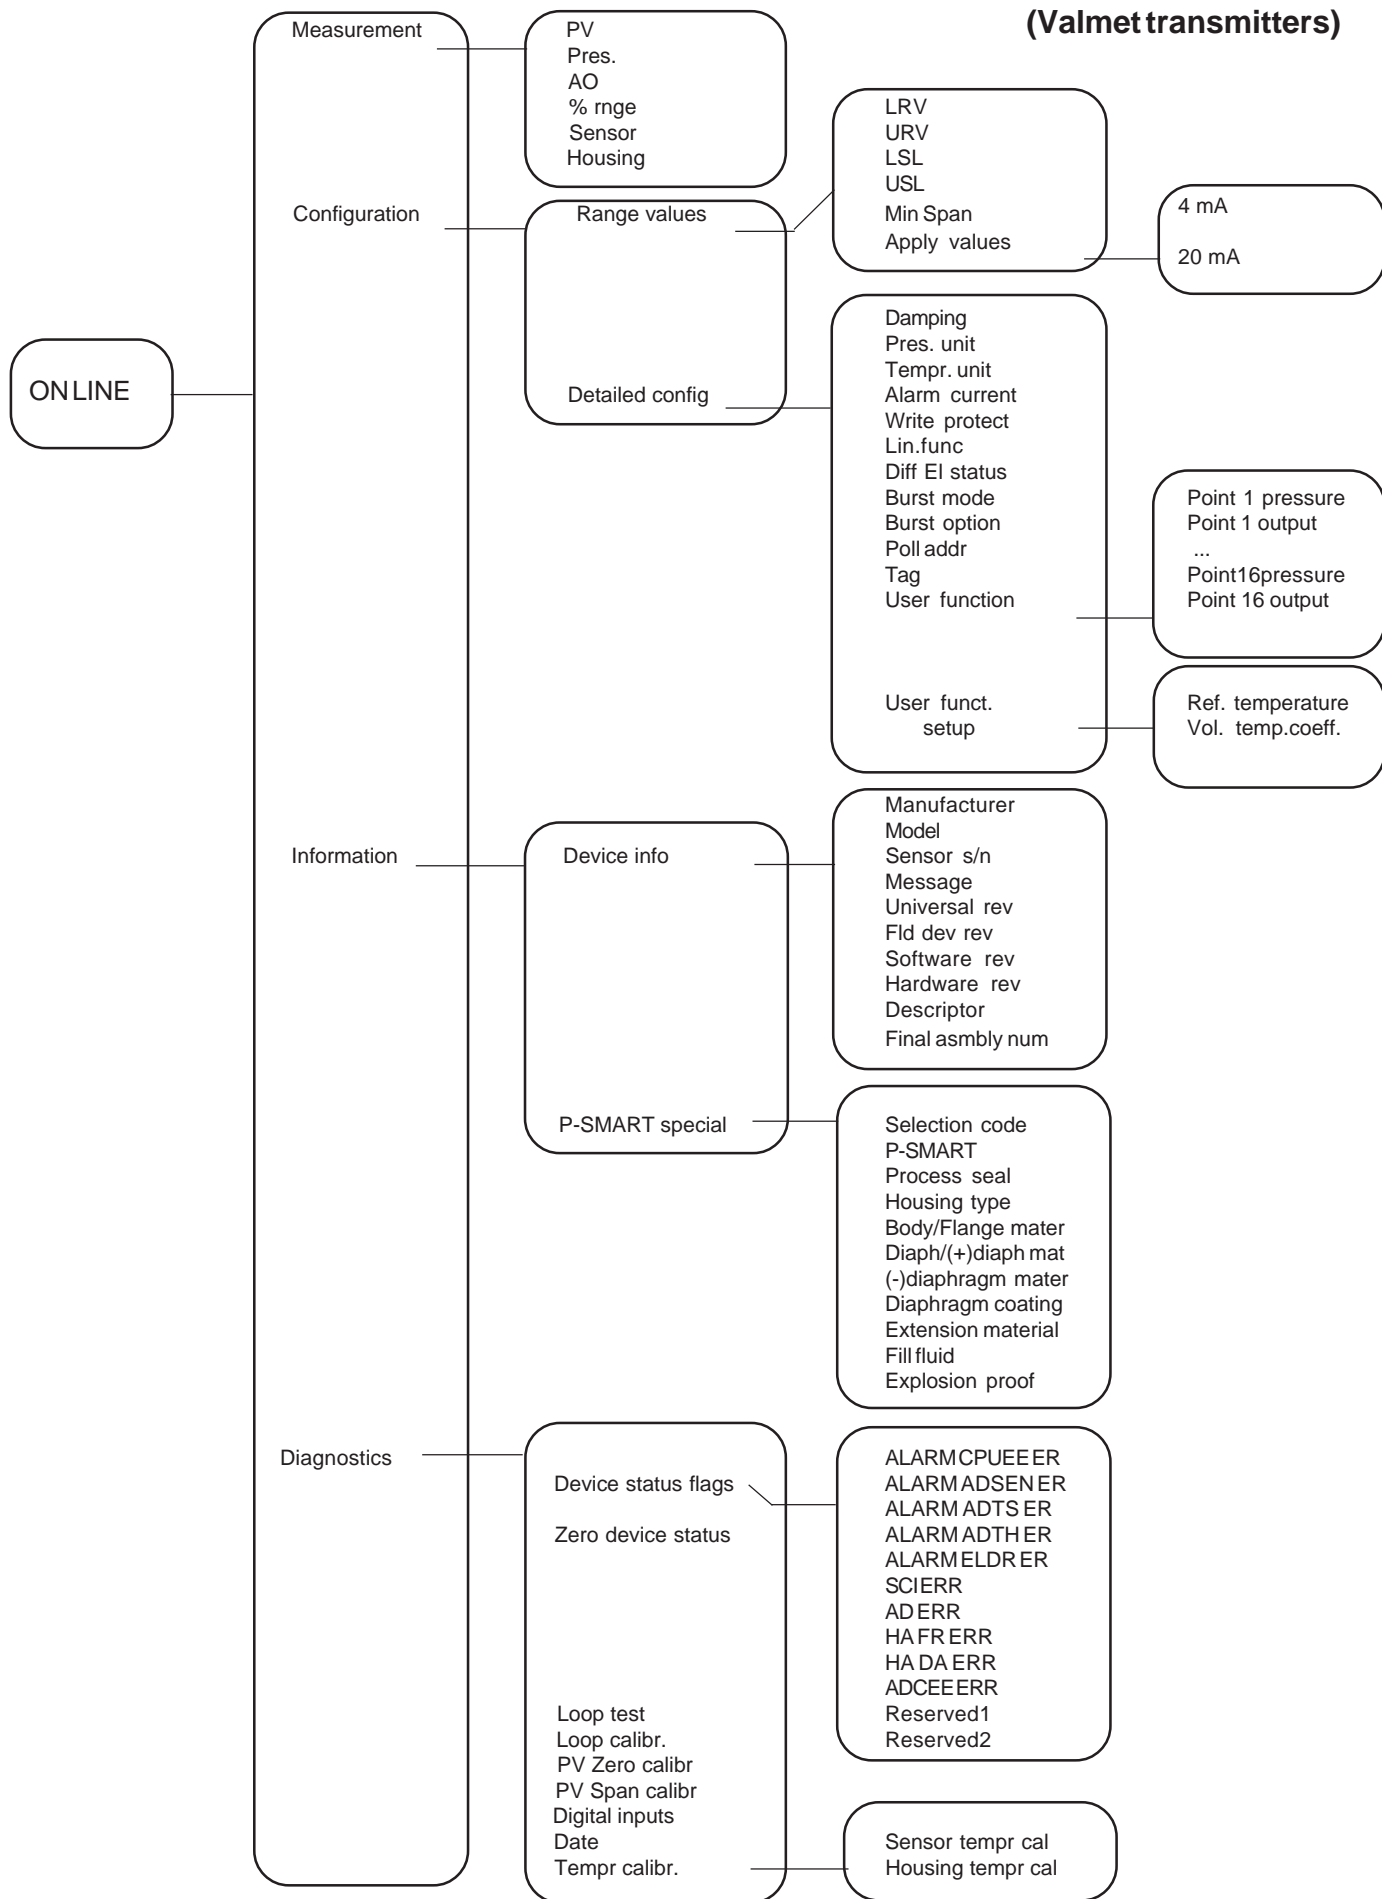 (Valmet transmitters)
ON LINE
Measurement
Configuration
Information
Diagnostics
PV
Pres.
AO
% rnge
Sensor
Housing
Range values
Detailed config
LRV
URV
LSL
USL
Min Span
Apply values
4 mA
20 mA
Damping
Pres. unit
Tempr. unit
Alarm current
Write protect
Lin.func
Diff EI status
Burst mode
Burst option
Poll addr
Tag
User function
User funct.
setup
Point 1 pressure
Point 1 output
...
Point16pressure
Point 16 output
Ref. temperature
Vol. temp.coeff.
Device info
P-SMART special
Manufacturer
Model
Sensor s/n
Message
Universal rev
Fld dev rev
Software rev
Hardware rev
Descriptor
Final asmbly num
Selection code
P-SMART
Process seal
Housing type
Body/Flange mater
Diaph/(+)diaph mat
(-)diaphragm mater
Diaphragm coating
Extension material
Fill fluid
Explosion proof
Device status flags
Zero device status
Loop test
Loop calibr.
PV Zero calibr
PV Span calibr
Digital inputs
Date
Tempr calibr.
ALARM CPUEE ER
ALARM ADSEN ER
ALARM ADTS ER
ALARM ADTH ER
ALARM ELDR ER
SCI ERR
AD ERR
HA FR ERR
HA DA ERR
ADCEE ERR
Reserved1
Reserved2
Sensor tempr cal
Housing tempr cal